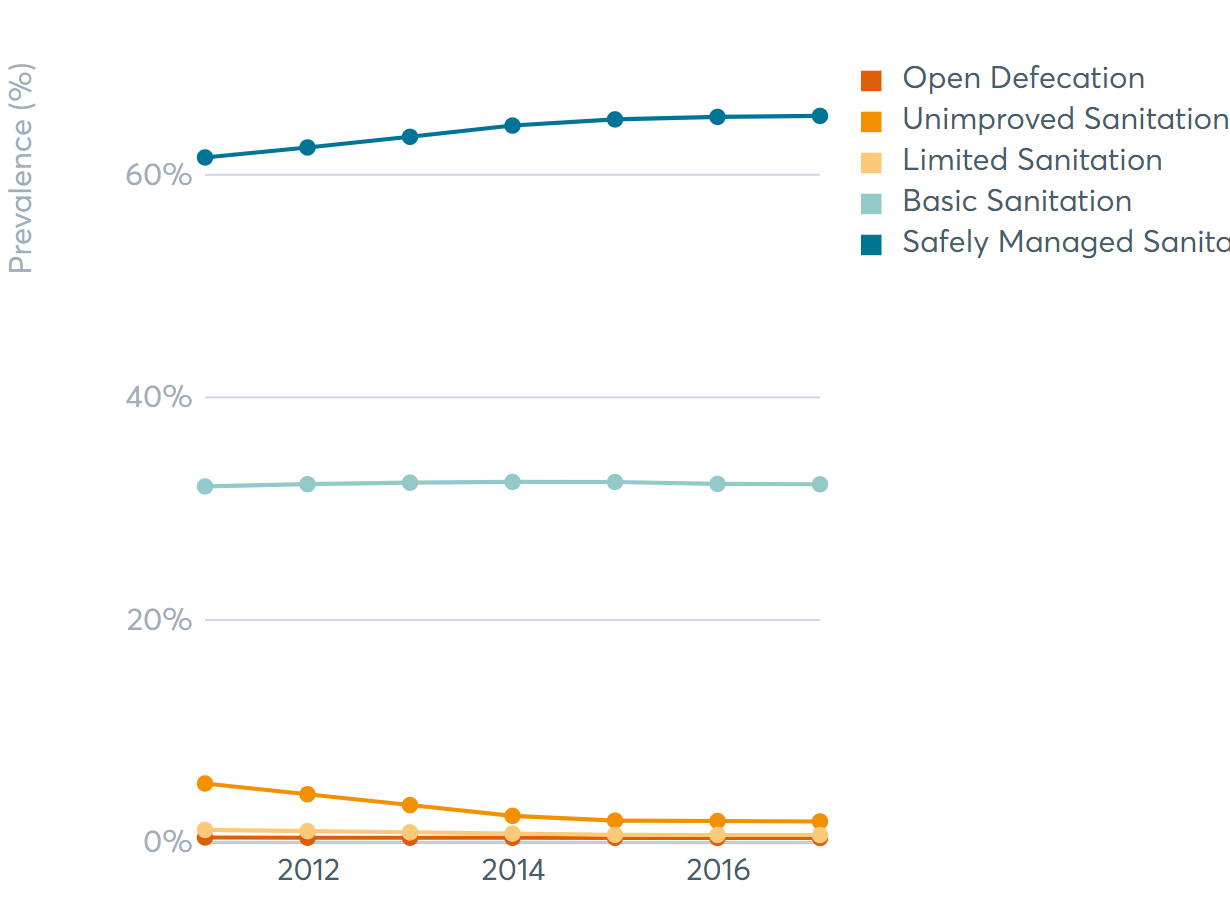 Prevalence (%)
60%
40%
20%
0%
2012
2014
2016
Open Defecation
Unimproved Sanitation
Limited Sanitation
Basic Sanitation
Safely Managed Sanita